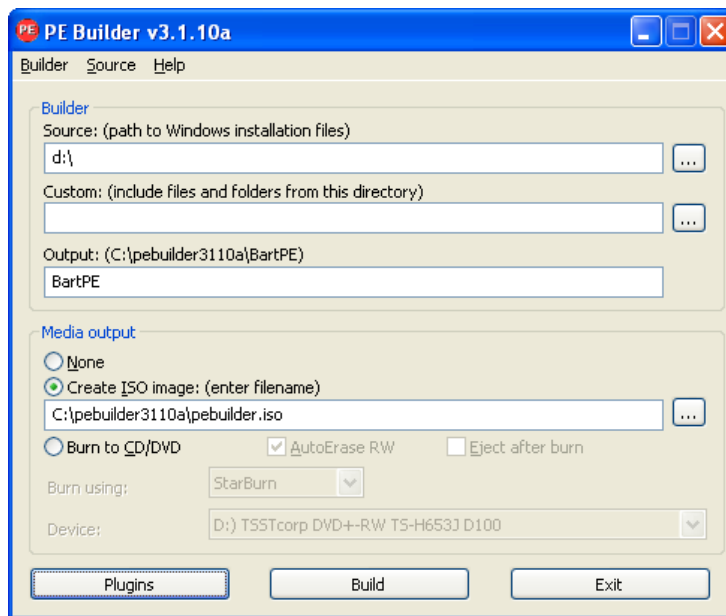 PE PE Builder v3.1.10a
Builder Source Help
Builder
Source: (path to Windows installation files)
d:\
...
Custom: (include files and folders from this directory)
...
Output: (C:\pebuilder3110a\BartPE)
BartPE
Media output
None
Create ISO image: (enter filename)
C:\pebuilder3110a\pebuilder.iso
...
Burn to CD/DVD AutoErase RW Eject after burn
Burn using: StarBurn
Device: D:) TSSTcorp DVD+-RW TS-H653J D100
Plugins Build Exit